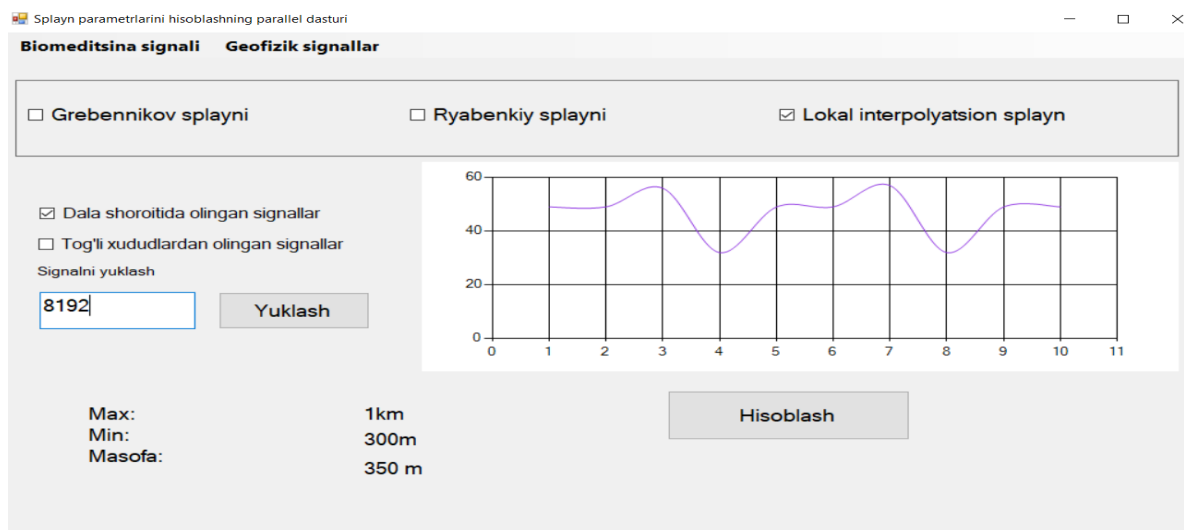 Splayn parametrlarini hisoblashning parallel dasturi
Biomeditsina signali Geofizik signallar
Grebennikov splayni Ryabenkiy splayni Lokal interpolyatsion splayn
Dala shoroitida olingan signallar
Tog'li xududlardan olingan signallar
Signalni yuklash
8192 Yuklash
60
40
20
0
0 1 2 3 4 5 6 7 8 9 10 11
Max: 1km
Min: 300m
Masofa: 350 m
Hisoblash